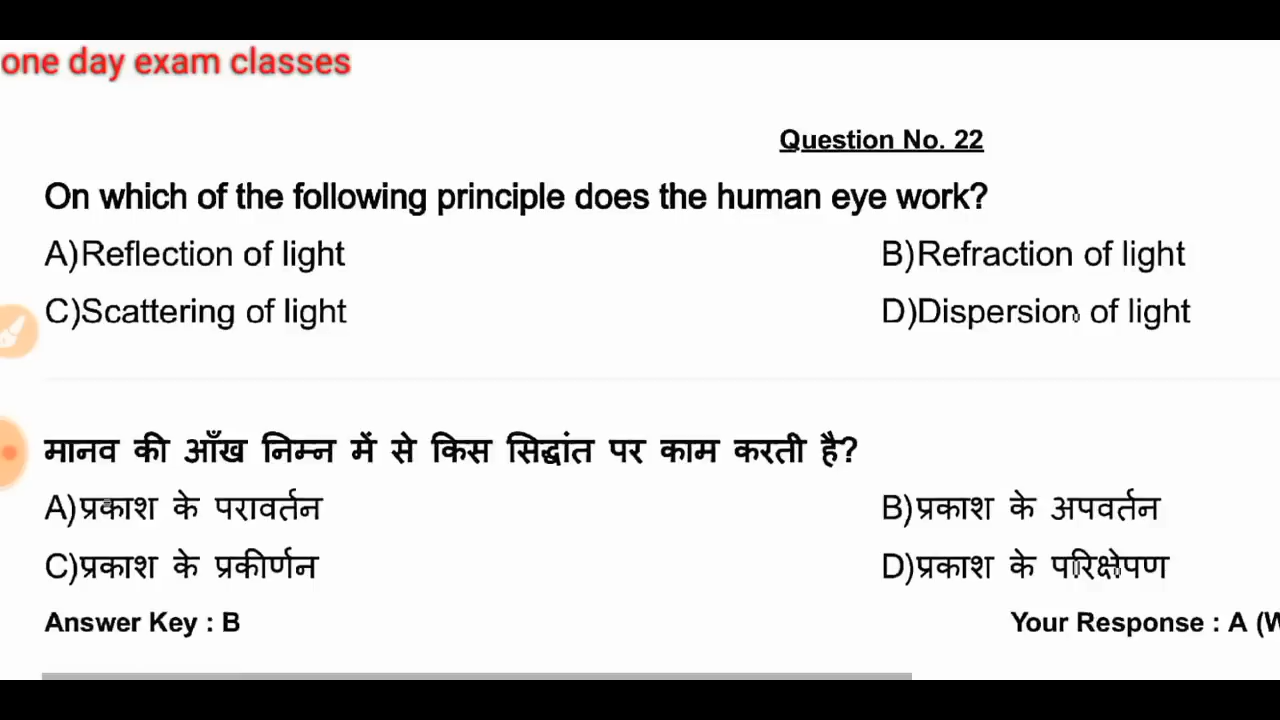 one day exam classes
Question No. 22
On which of the following principle does the human eye work?
A)Reflection of light B)Refraction of light
C)Scattering of light D)Dispersion of light
मानव की आँख निम्न में से किस सिद्धांत पर काम करती है?
A)प्रकाश के परावर्तन B)प्रकाश के अपवर्तन
C)प्रकाश के प्रकीर्णन D)प्रकाश के परिक्षेपण
Answer Key : B Your Response : A (W